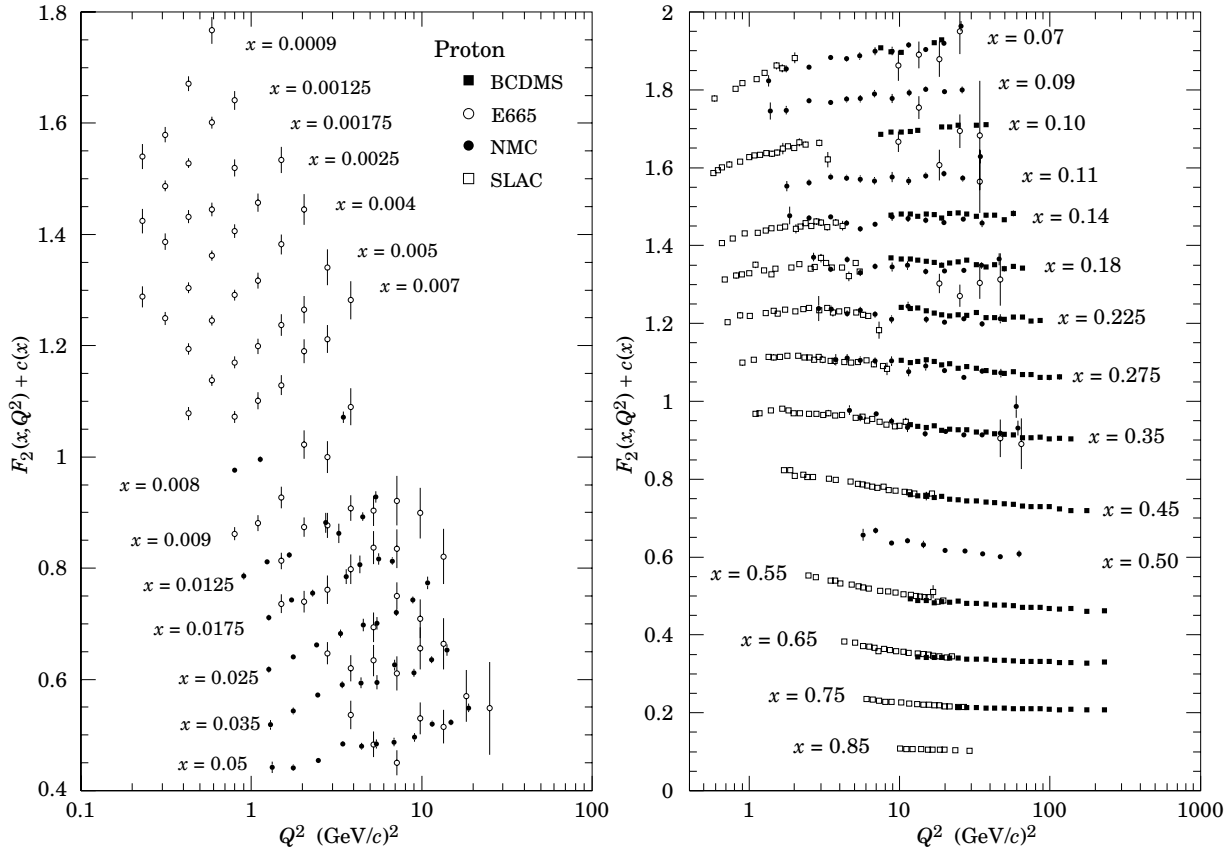 1.8
1.6
1.4
1.2
1
0.8
0.6
0.4
F₂(x,Q²) + c(x)
x = 0.0009
x = 0.00125
x = 0.00175
x = 0.0025
x = 0.004
x = 0.005
x = 0.007
x = 0.008
x = 0.009
x = 0.0125
x = 0.0175
x = 0.025
x = 0.035
x = 0.05
Proton
BCDMS
E665
NMC
SLAC
0.1
1
10
100
Q² (GeV/c)²
2
1.8
1.6
1.4
1.2
1
0.8
0.6
0.4
0.2
0
F₂(x,Q²) + c(x)
x = 0.07
x = 0.09
x = 0.10
x = 0.11
x = 0.14
x = 0.18
x = 0.225
x = 0.275
x = 0.35
x = 0.45
x = 0.50
x = 0.55
x = 0.65
x = 0.75
x = 0.85
1
10
100
1000
Q² (GeV/c)²